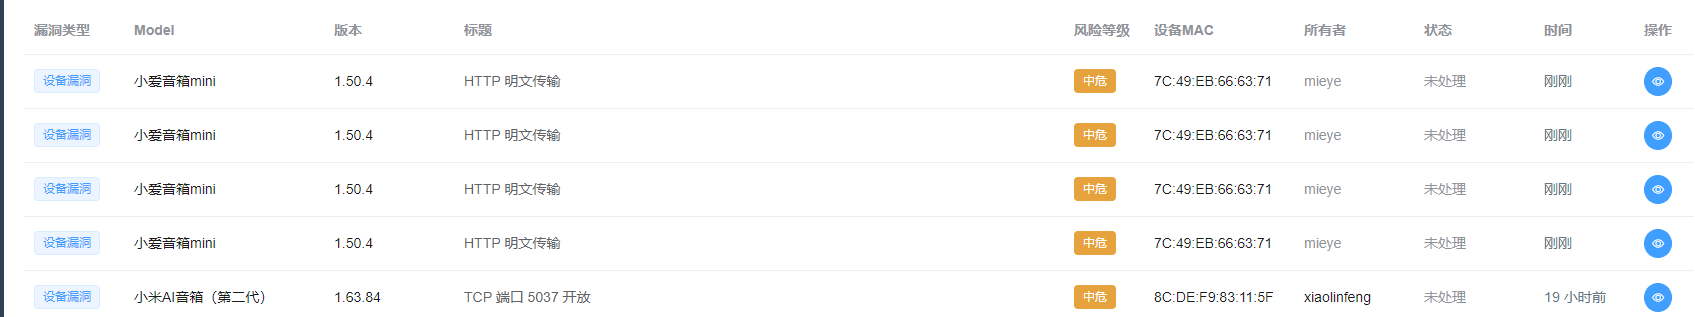 漏洞类型 Model 版本 标题 风险等级 设备MAC 所有者 状态 时间 操作
设备漏洞 小爱音箱mini 1.50.4 HTTP 明文传输 中危 7C:49:EB:66:63:71 mieye 未处理 刚刚
设备漏洞 小爱音箱mini 1.50.4 HTTP 明文传输 中危 7C:49:EB:66:63:71 mieye 未处理 刚刚
设备漏洞 小爱音箱mini 1.50.4 HTTP 明文传输 中危 7C:49:EB:66:63:71 mieye 未处理 刚刚
设备漏洞 小爱音箱mini 1.50.4 HTTP 明文传输 中危 7C:49:EB:66:63:71 mieye 未处理 刚刚
设备漏洞 小米AI音箱（第二代） 1.63.84 TCP 端口 5037 开放 中危 8C:DE:F9:83:11:5F xiaolinfeng 未处理 19 小时前